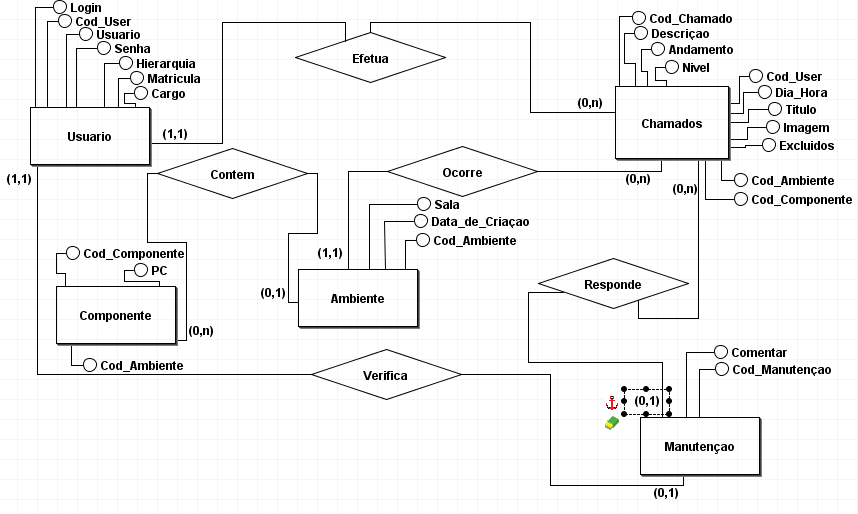 Login
Cod_User
Usuario
Senha
Hierarquia
Matricula
Cargo
Usuario
(1,1)
(1,1)
Efetua
Cod_Chamado
Descriçao
Andamento
Nivel
(0,n)
Chamados
Cod_User
Dia_Hora
Titulo
Imagem
Excluidos
Cod_Ambiente
Cod_Componente
(0,n)
(0,n)
Contem
Ocorre
Sala
Data_de_Criaçao
Cod_Ambiente
(1,1)
(0,1)
Ambiente
Cod_Componente
PC
Componente
(0,n)
Cod_Ambiente
Responde
Verifica
Comentar
Cod_Manutençao
(0,1)
Manutençao
(0,1)